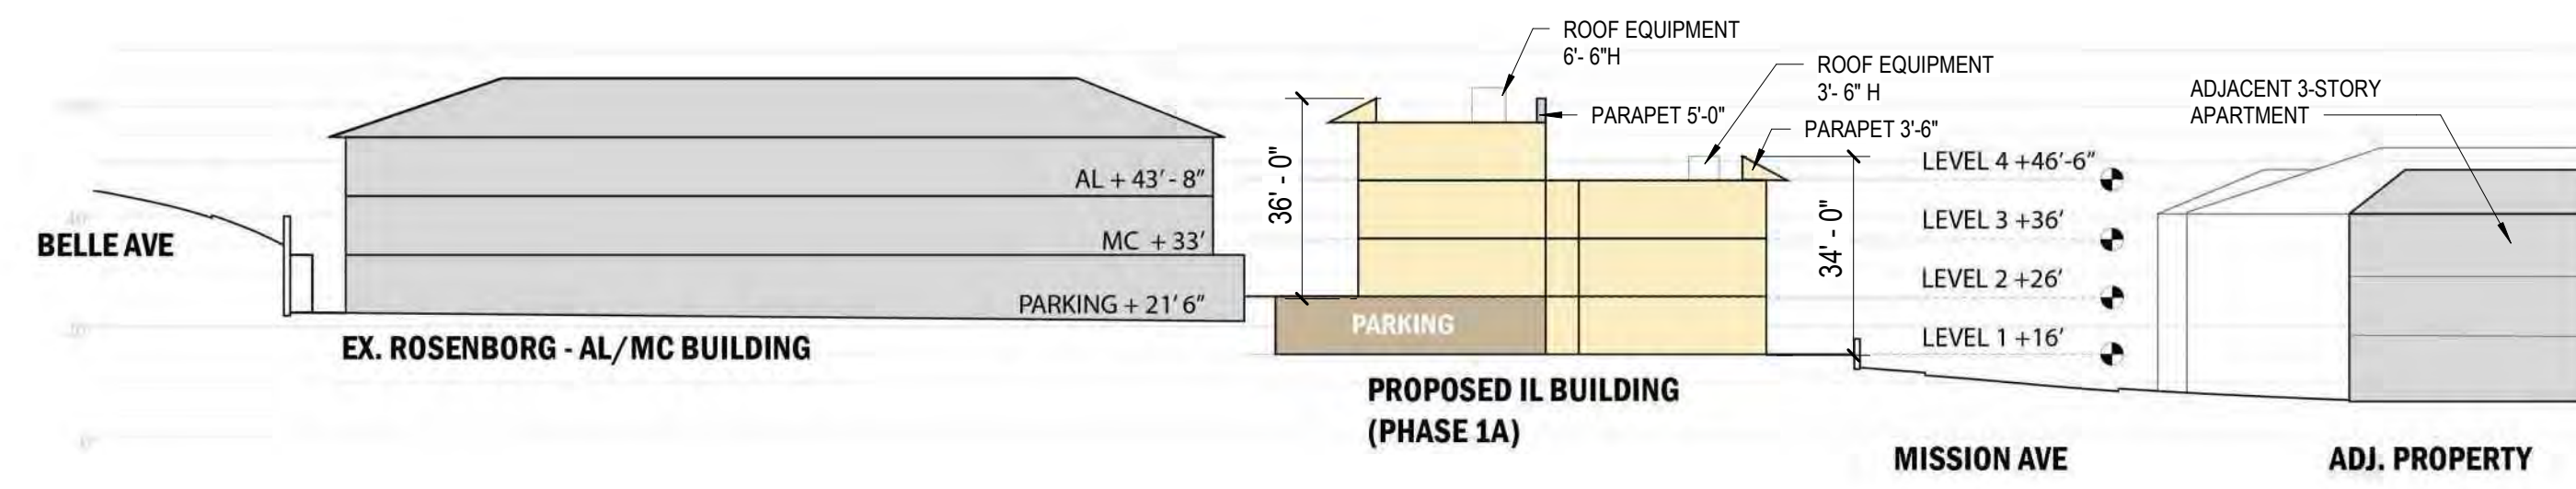 ROOF EQUIPMENT
6'- 6"H
ROOF EQUIPMENT
3'- 6" H
PARAPET 5'-0"
PARAPET 3'-6"
ADJACENT 3-STORY
APARTMENT
36' - 0"
34' - 0"
AL + 43' - 8"
MC + 33'
PARKING + 21' 6"
BELLE AVE
EX. ROSENBORG - AL/MC BUILDING
PARKING
PROPOSED IL BUILDING
(PHASE 1A)
LEVEL 4 +46'-6"
LEVEL 3 +36'
LEVEL 2 +26'
LEVEL 1 +16'
MISSION AVE
ADJ. PROPERTY